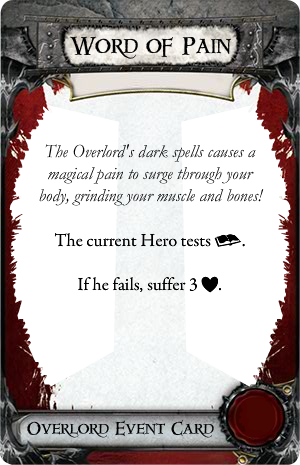 Word of Pain
The Overlord's dark spells causes a
magical pain to surge through your
body, grinding your muscle and bones!
The current Hero tests .
If he fails, suffer 3 .
Overlord Event Card